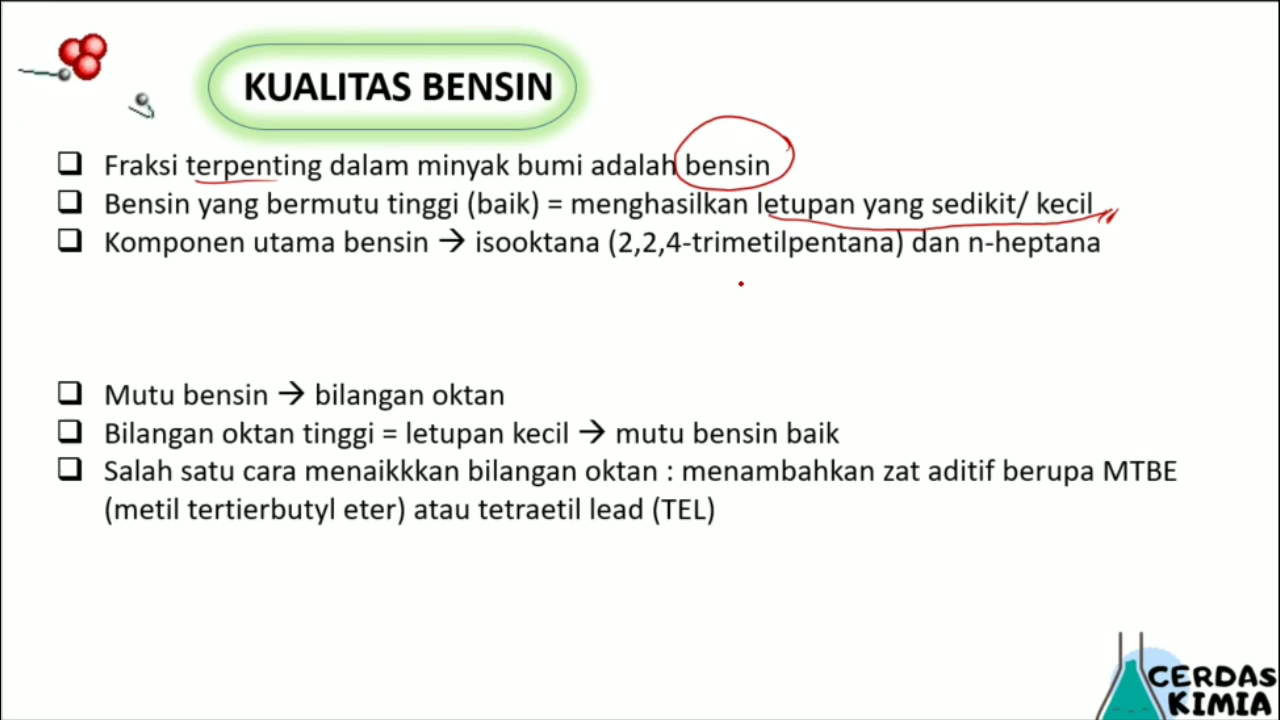 KUALITAS BENSIN
Fraksi terpenting dalam minyak bumi adalah bensin
Bensin yang bermutu tinggi (baik) = menghasilkan letupan yang sedikit/ kecil
Komponen utama bensin → isooktana (2,2,4-trimetilpentana) dan n-heptana
Mutu bensin → bilangan oktan
Bilangan oktan tinggi = letupan kecil → mutu bensin baik
Salah satu cara menaikkkan bilangan oktan : menambahkan zat aditif berupa MTBE
(metil tertierbutyl eter) atau tetraetil lead (TEL)
CERDAS
KIMIA